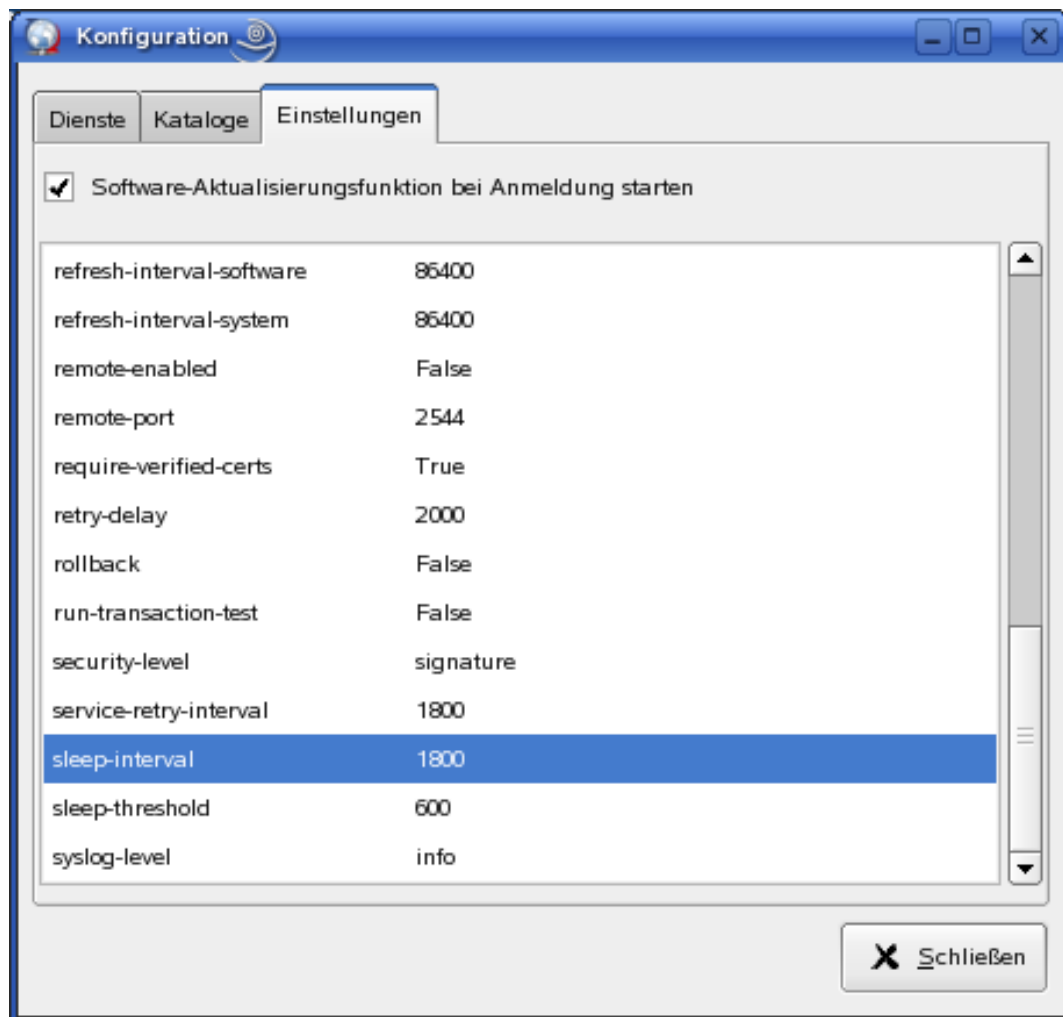 Konfiguration
Dienste Kataloge Einstellungen
Software-Aktualisierungsfunktion bei Anmeldung starten
refresh-interval-software 86400
refresh-interval-system 86400
remote-enabled False
remote-port 2544
require-verified-certs True
retry-delay 2000
rollback False
run-transaction-test False
security-level signature
service-retry-interval 1800
sleep-interval 1800
sleep-threshold 600
syslog-level info
Schließen